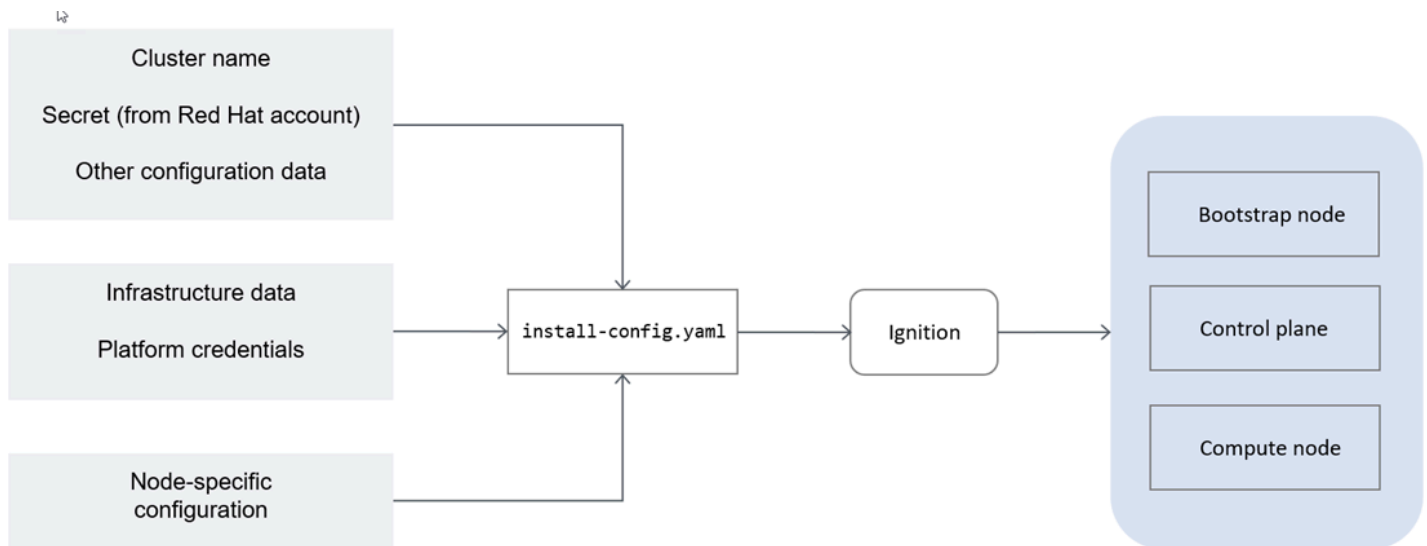 Cluster name
Secret (from Red Hat account)
Other configuration data
Infrastructure data
Platform credentials
Node-specific
configuration
install-config.yaml
Ignition
Bootstrap node
Control plane
Compute node